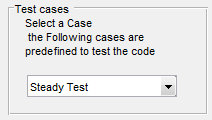 Test cases
Select a Case
the Following cases are
predefined to test the code
Steady Test